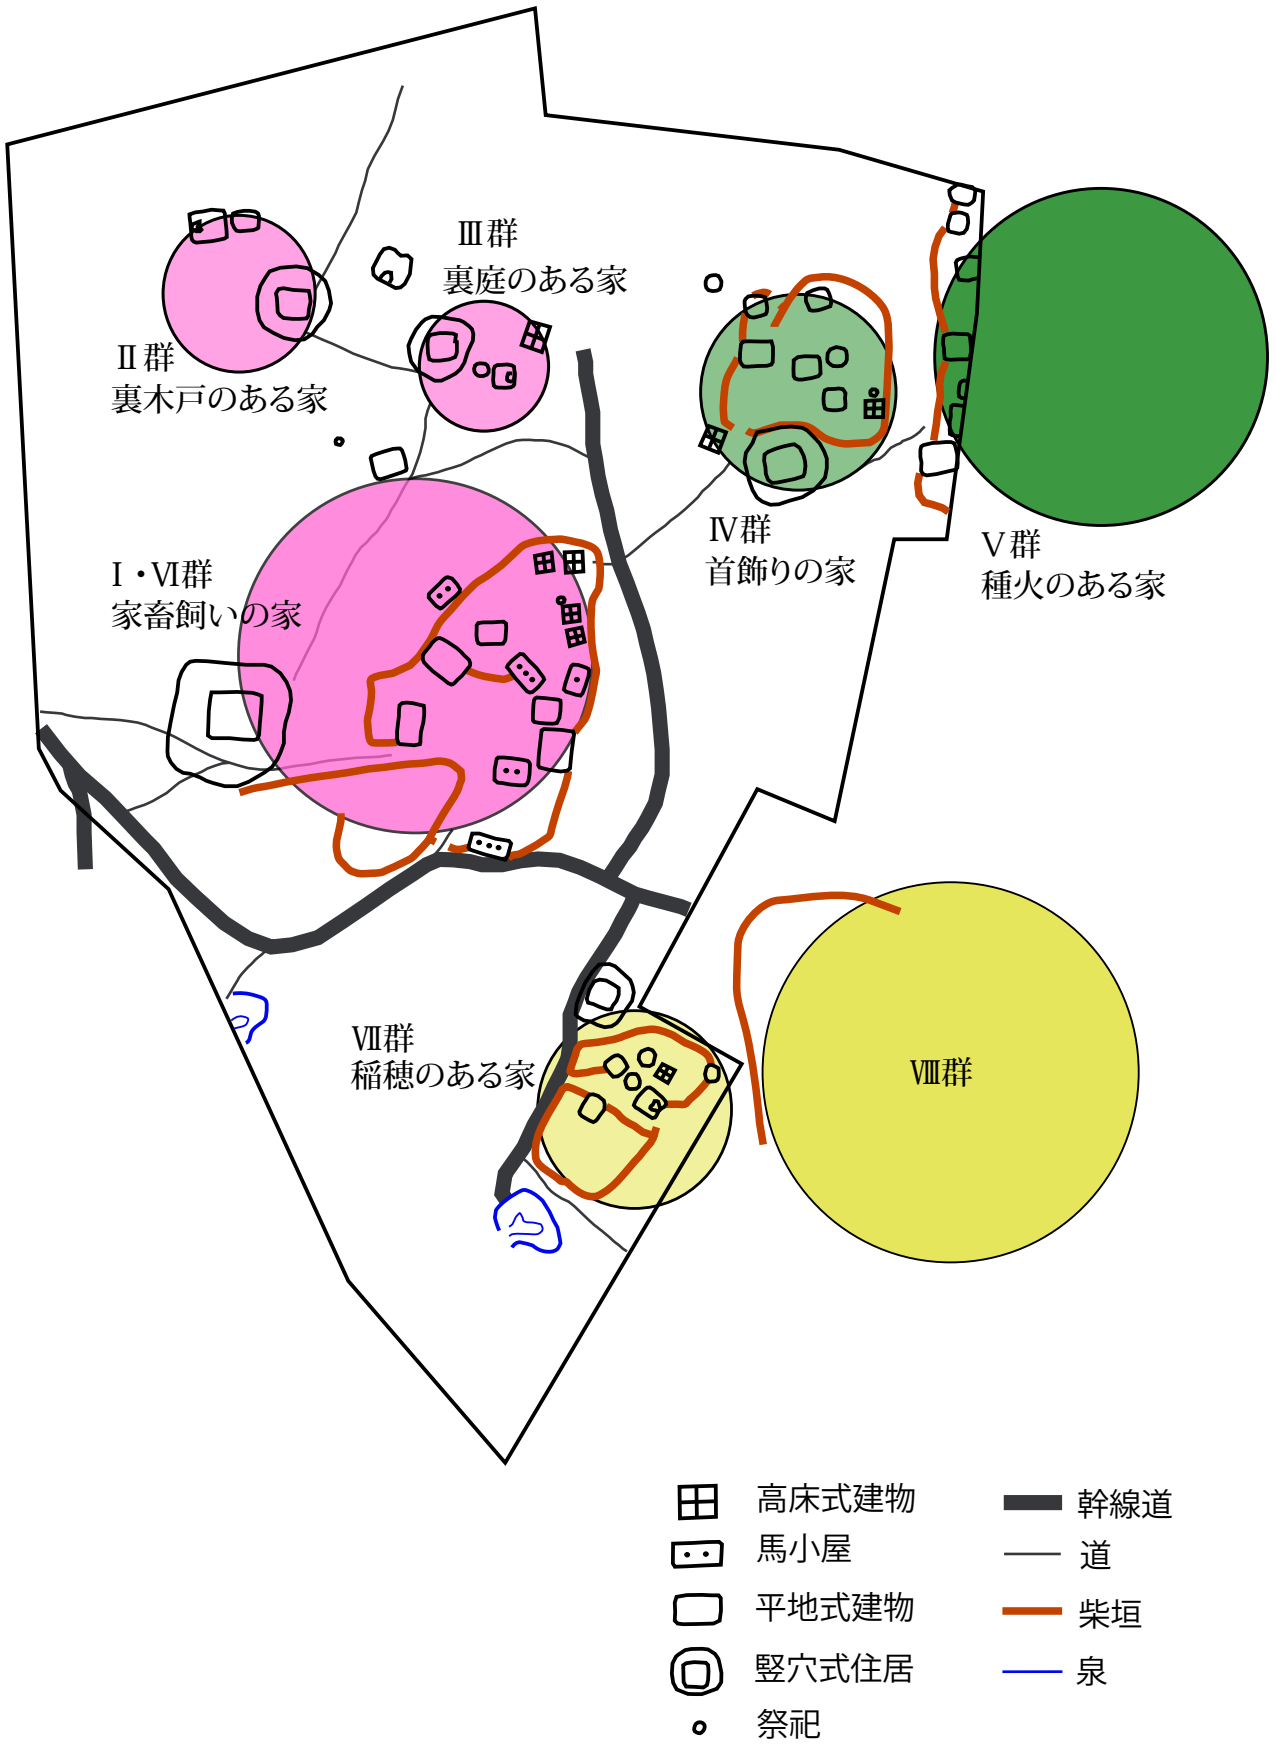 Ⅲ群
裏庭のある家
Ⅱ群
裏木戸のある家
Ⅳ群
首飾りの家
Ⅴ群
種火のある家
Ⅰ・Ⅵ群
家畜飼いの家
Ⅶ群
稲穂のある家
Ⅷ群
高床式建物
馬小屋
平地式建物
竪穴式住居
祭祀
幹線道
道
柴垣
泉